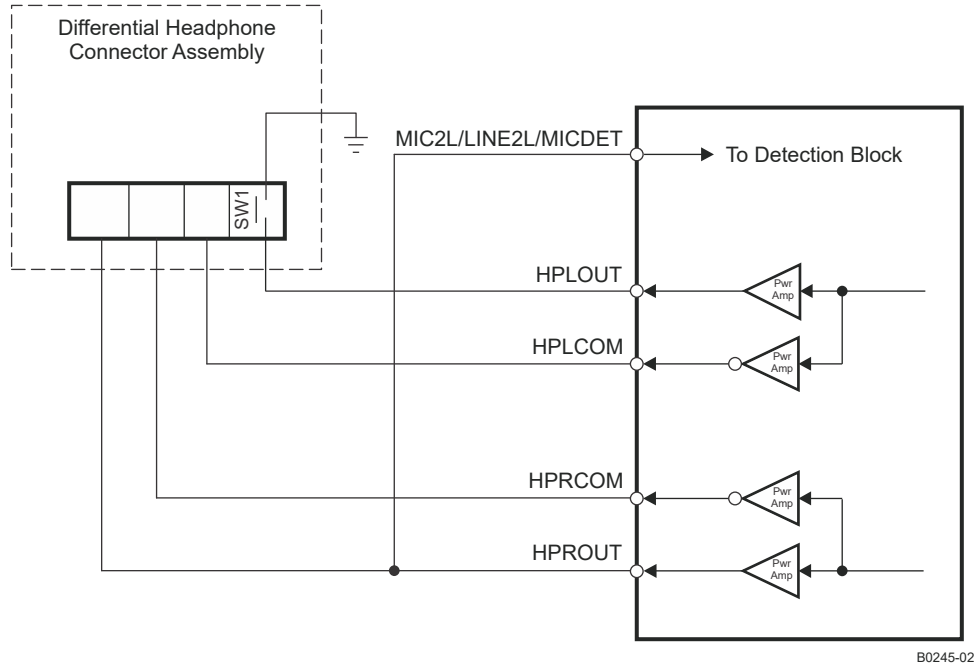 Differential Headphone
Connector Assembly
MIC2L/LINE2L/MICDET
To Detection Block
SW1
HPLOUT
Pwr
Amp
HPLCOM
Pwr
Amp
HPRCOM
Pwr
Amp
HPROUT
Pwr
Amp
B0245-02